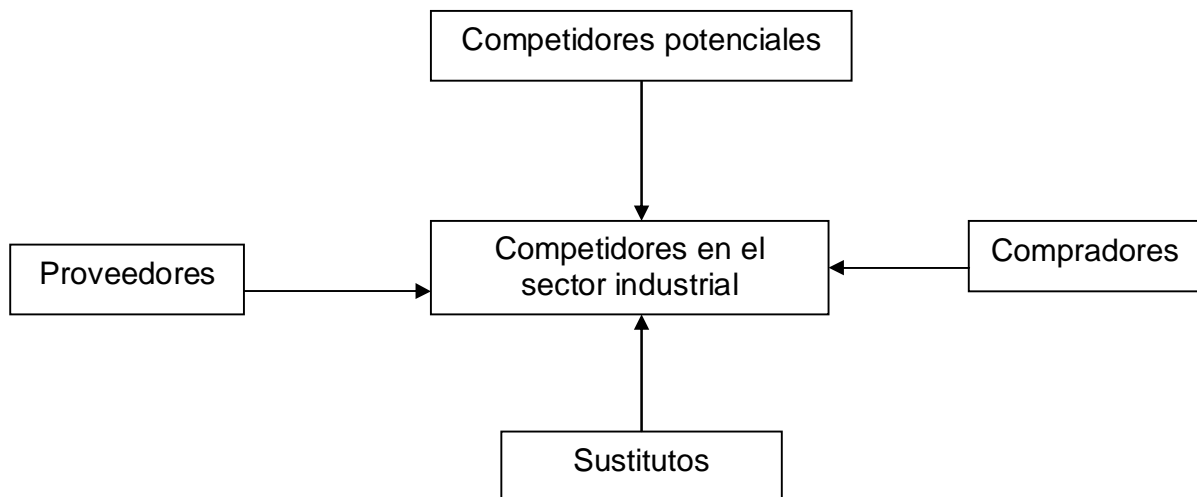 Competidores potenciales
Proveedores
Competidores en el
sector industrial
Compradores
Sustitutos